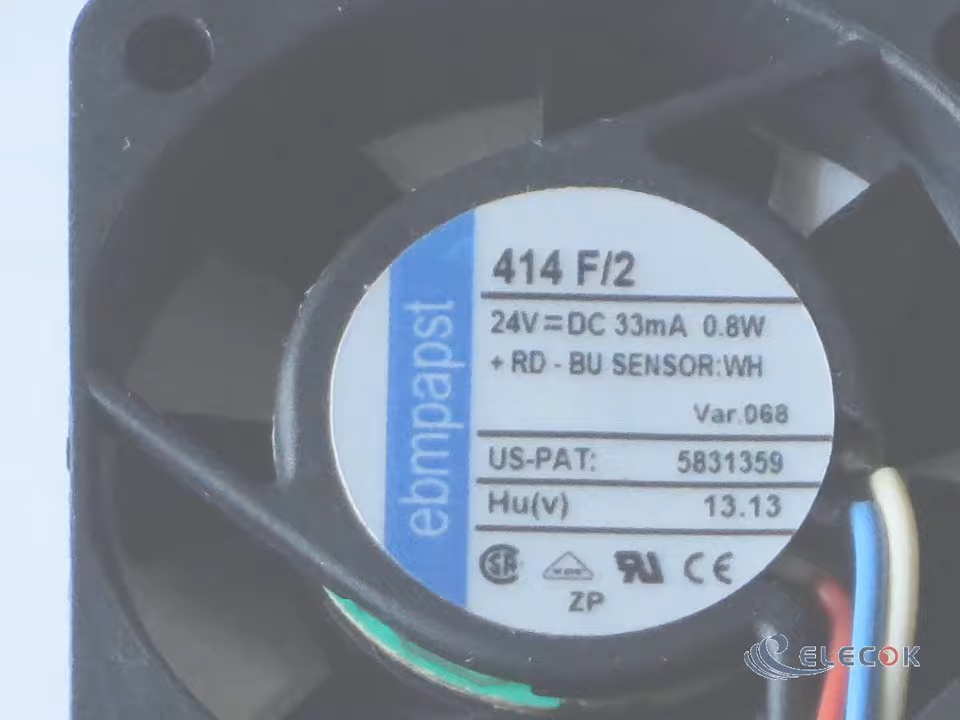 414 F/2
24V⎓DC 33mA 0.8W
+ RD - BU SENSOR:WH
Var.068
US-PAT: 5831359
Hu(v) 13.13
ZP
ebmpapst
ELECOK